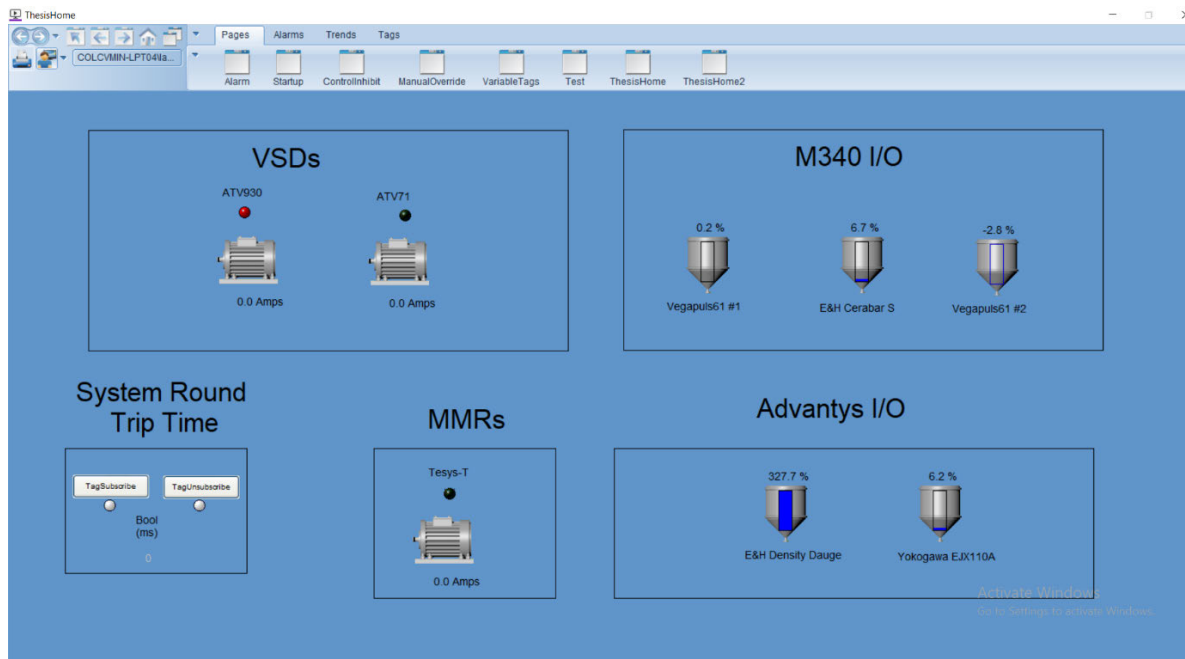 ThesisHome
Pages Alarms Trends Tags
COLCVMIN-LPT04\la...
Alarm Startup ControlInhibit ManualOverride VariableTags Test ThesisHome ThesisHome2
VSDs
ATV930
ATV71
0.0 Amps
0.0 Amps
M340 I/O
0.2 %
6.7 %
-2.8 %
Vegapuls61 #1
E&H Cerabar S
Vegapuls61 #2
System Round
Trip Time
TagSubscribe
TagUnsubscribe
Bool
(ms)
0
MMRs
Tesys-T
0.0 Amps
Advantys I/O
327.7 %
6.2 %
E&H Density Dauge
Yokogawa EJX110A
Activate Windows
Go to Settings to activate Windows.